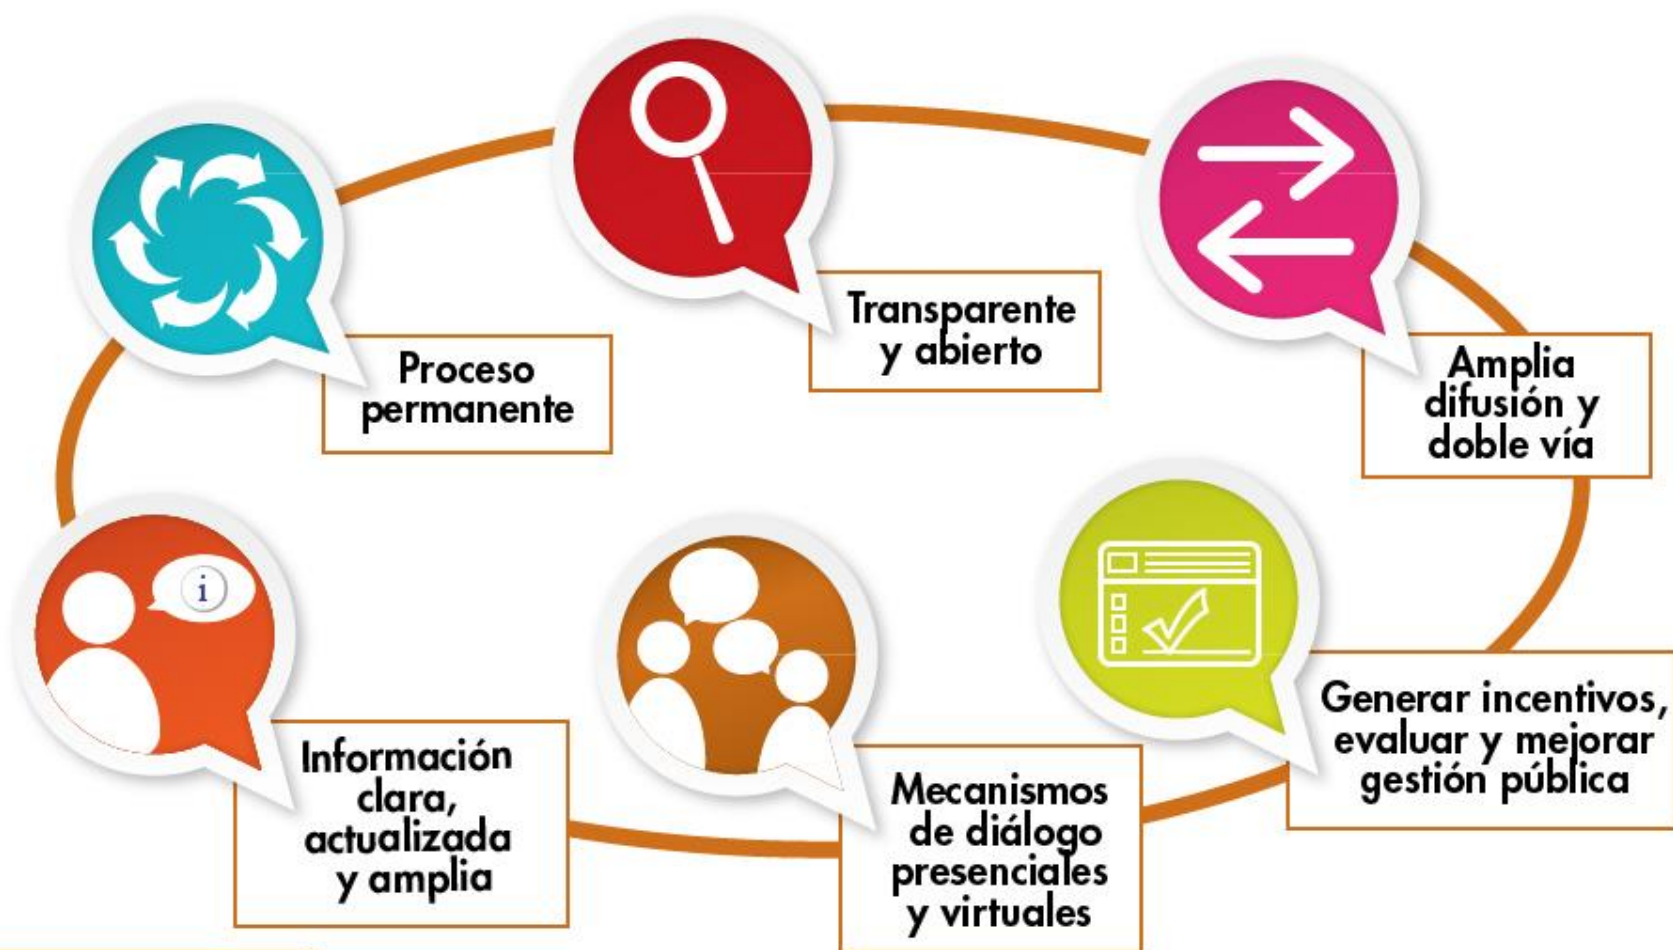 Proceso
permanente
Transparente
y abierto
Amplia
difusión y
doble vía
i
Información
clara,
actualizada
y amplia
Mecanismos
de diálogo
presenciales
y virtuales
Generar incentivos,
evaluar y mejorar
gestión pública